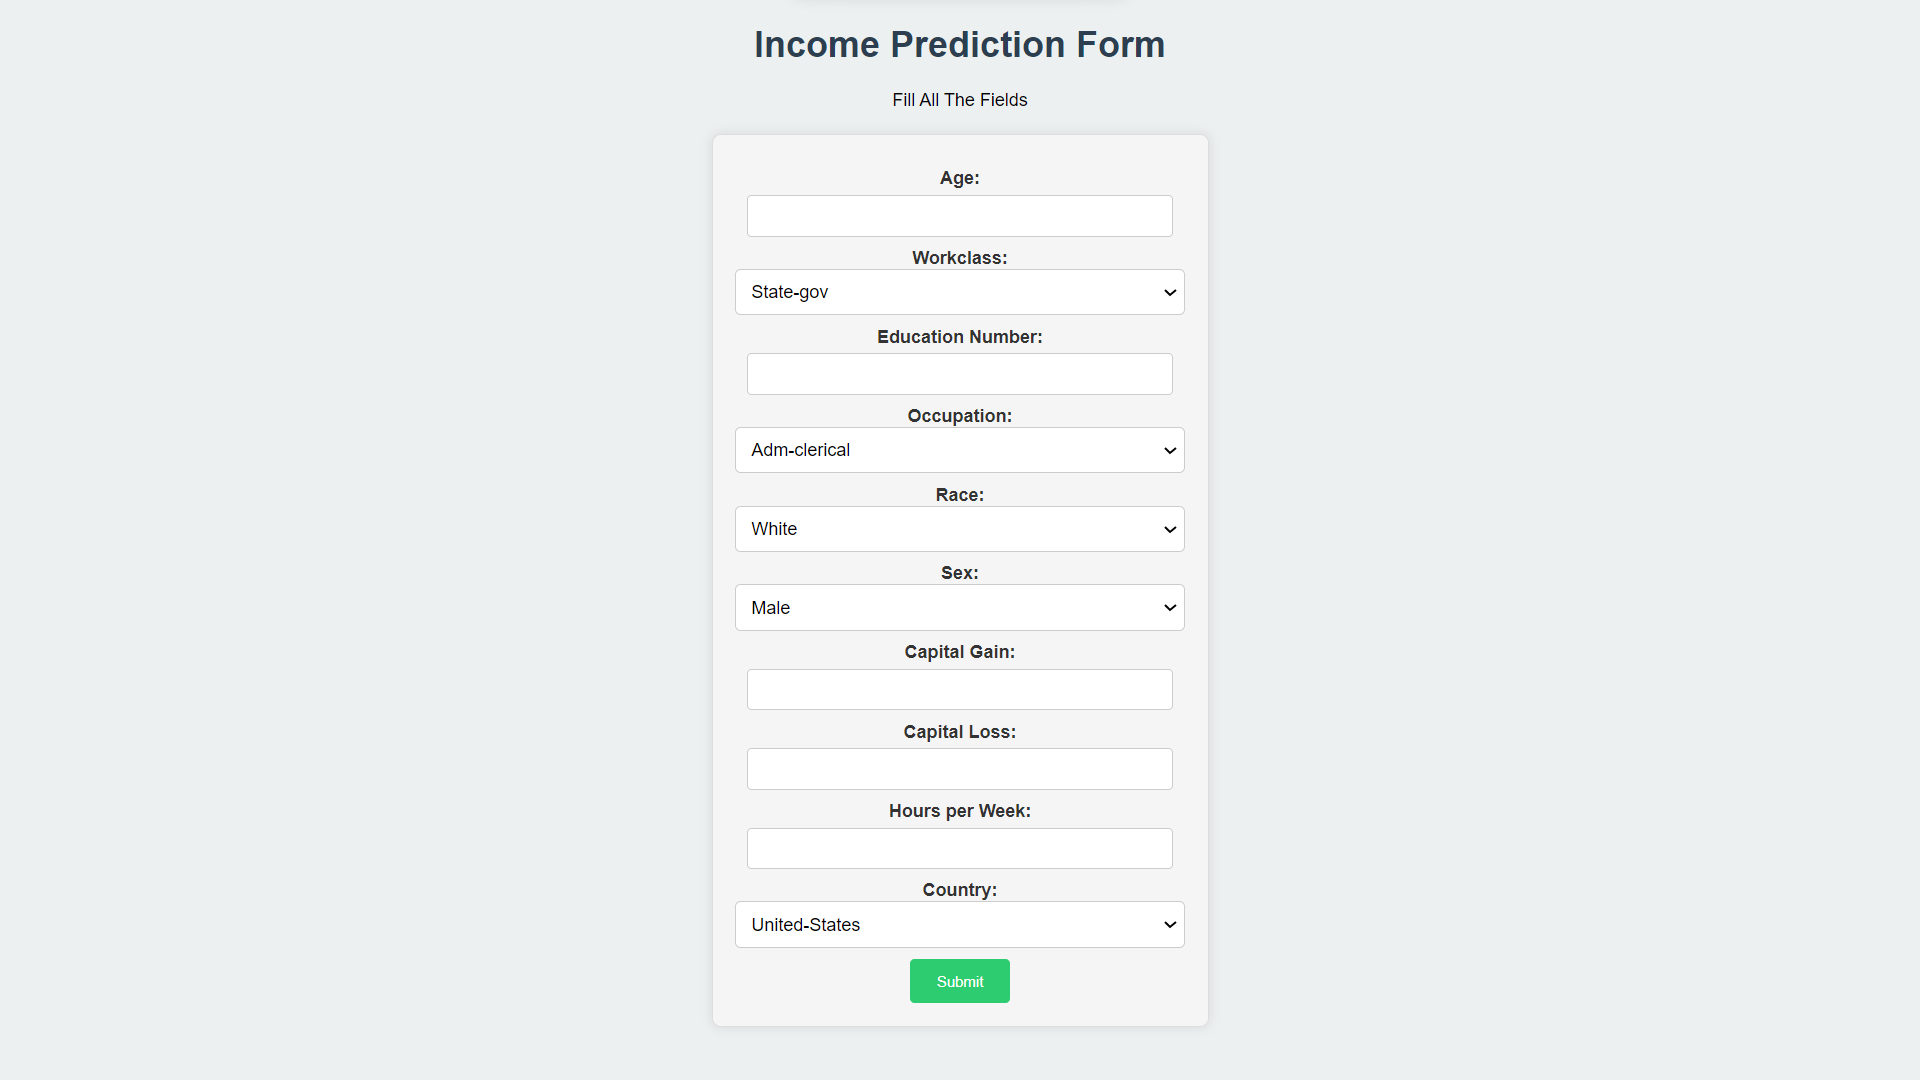 Income Prediction Form
Fill All The Fields
Age:
Workclass:
State-gov
Education Number:
Occupation:
Adm-clerical
Race:
White
Sex:
Male
Capital Gain:
Capital Loss:
Hours per Week:
Country:
United-States
Submit